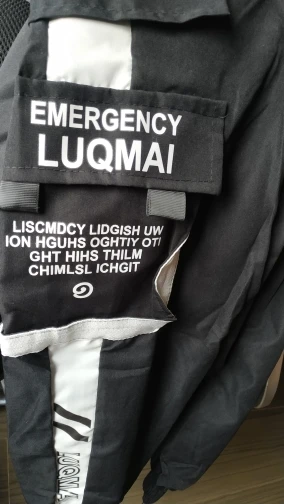 EMERGENCY
LUQMAI
LISCMDCY LIDGISH UW
ION HGUHS OGHTIY OTI
GHT HIHS THILM
CHIMLSL ICHGIT
//